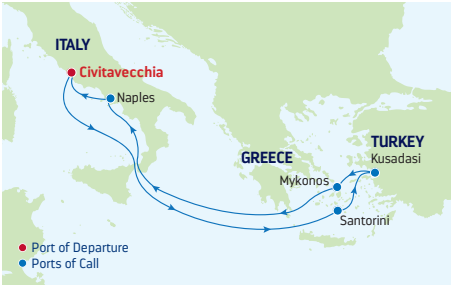 ITALY
Civitavecchia
Naples
TURKEY
GREECE
Kusadasi
Mykonos
Santorini
Port of Departure
Ports of Call